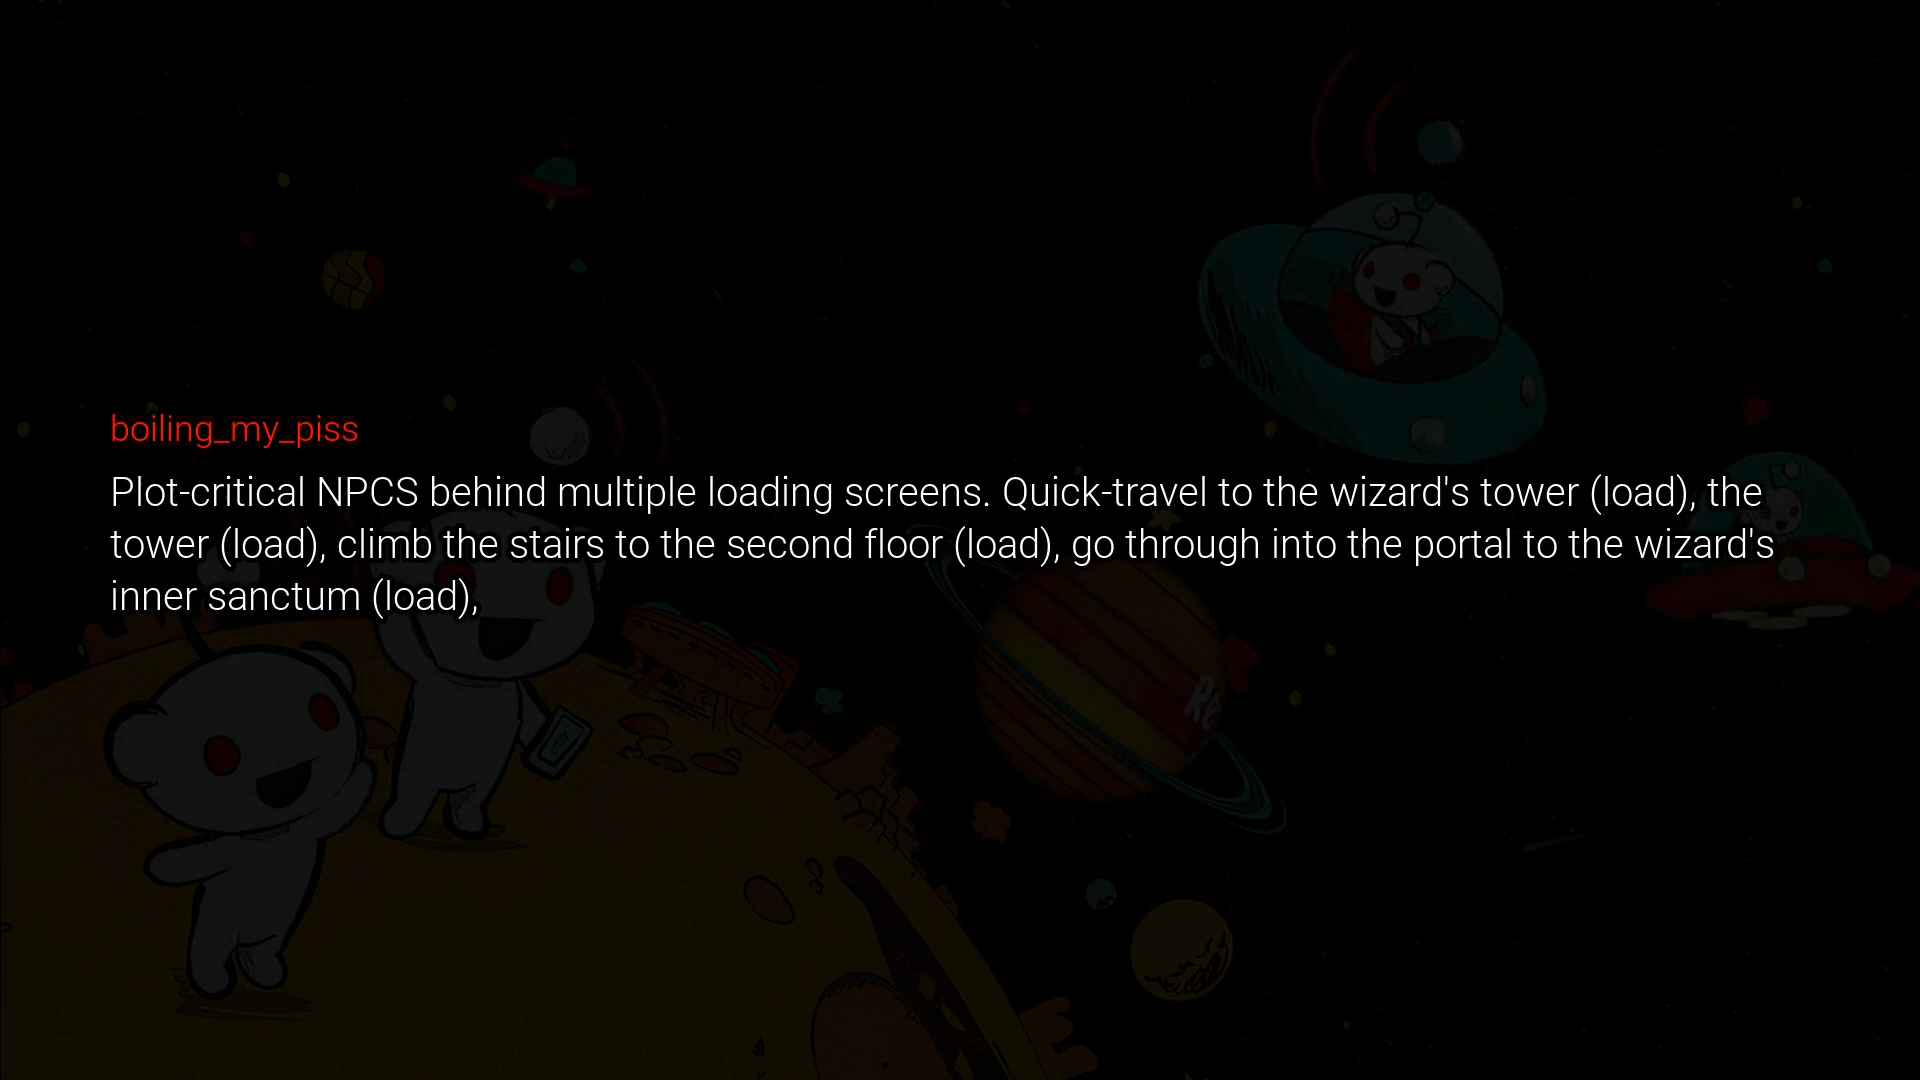 boiling_my_piss
Plot-critical NPCS behind multiple loading screens. Quick-travel to the wizard's tower (load), the
tower (load), climb the stairs to the second floor (load), go through into the portal to the wizard's
inner sanctum (load),